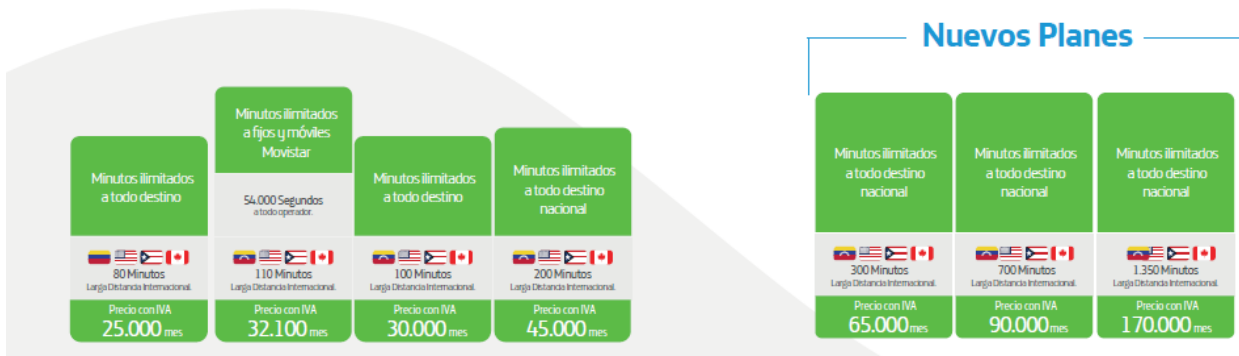 Nuevos Planes
Minutos ilimitados
a todo destino
80 Minutos
Larga Distancia Internacional.
Precio con IVA
25.000 mes
Minutos ilimitados
a fijos y móviles
Movistar
54.000 Segundos
a todo operador.
110 Minutos
Larga Distancia Internacional.
Precio con IVA
32.100 mes
Minutos ilimitados
a todo destino
100 Minutos
Larga Distancia Internacional.
Precio con IVA
30.000 mes
Minutos ilimitados
a todo destino
nacional
200 Minutos
Larga Distancia Internacional.
Precio con IVA
45.000 mes
Minutos ilimitados
a todo destino
nacional
300 Minutos
Larga Distancia Internacional.
Precio con IVA
65.000 mes
Minutos ilimitados
a todo destino
nacional
700 Minutos
Larga Distancia Internacional.
Precio con IVA
90.000 mes
Minutos ilimitados
a todo destino
nacional
1.350 Minutos
Larga Distancia Internacional.
Precio con IVA
170.000 mes